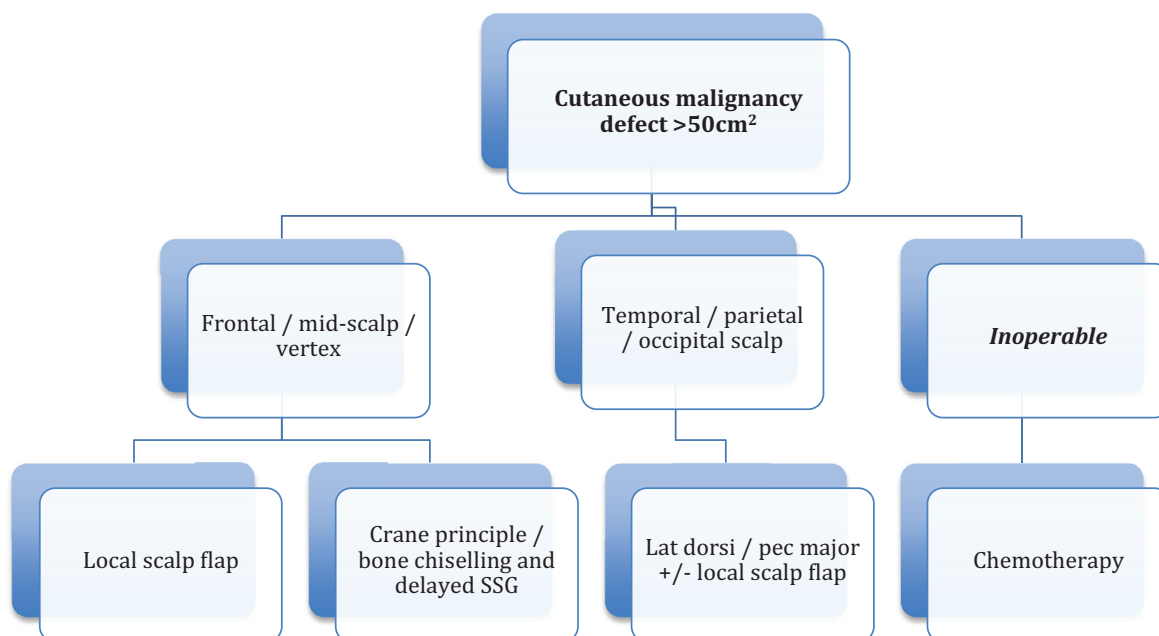 Cutaneous malignancy
defect >50cm²
Frontal / mid-scalp /
vertex
Temporal / parietal
/ occipital scalp
Inoperable
Local scalp flap
Crane principle /
bone chiselling and
delayed SSG
Lat dorsi / pec major
+/- local scalp flap
Chemotherapy